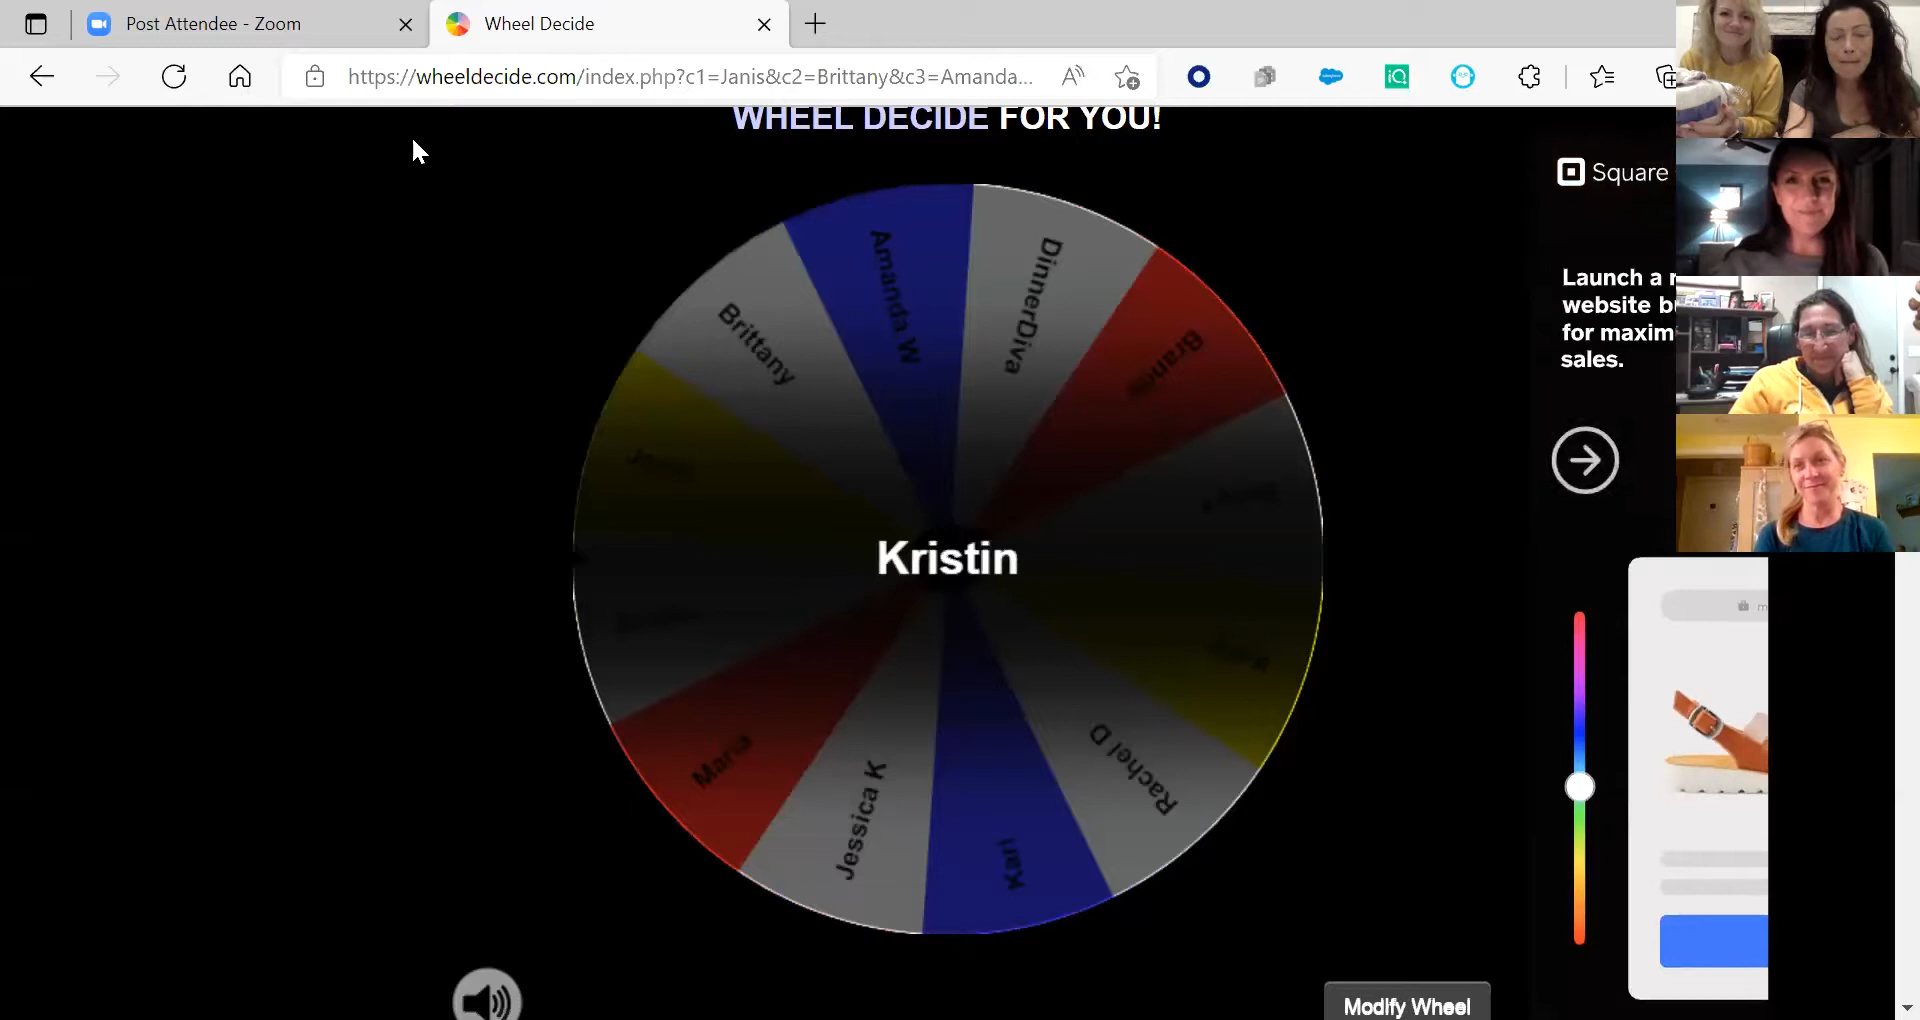 Post Attendee - Zoom
Wheel Decide
https://wheeldecide.com/index.php?c1=Janis&c2=Brittany&c3=Amanda...
WHEEL DECIDE FOR YOU!
Square
Launch a
website
for maxim
sales.
DinnerDiva
Amanda W
Brittany
Kristin
Maria
Jessica K
Kari
Rachel D
Modify Wheel
iQ